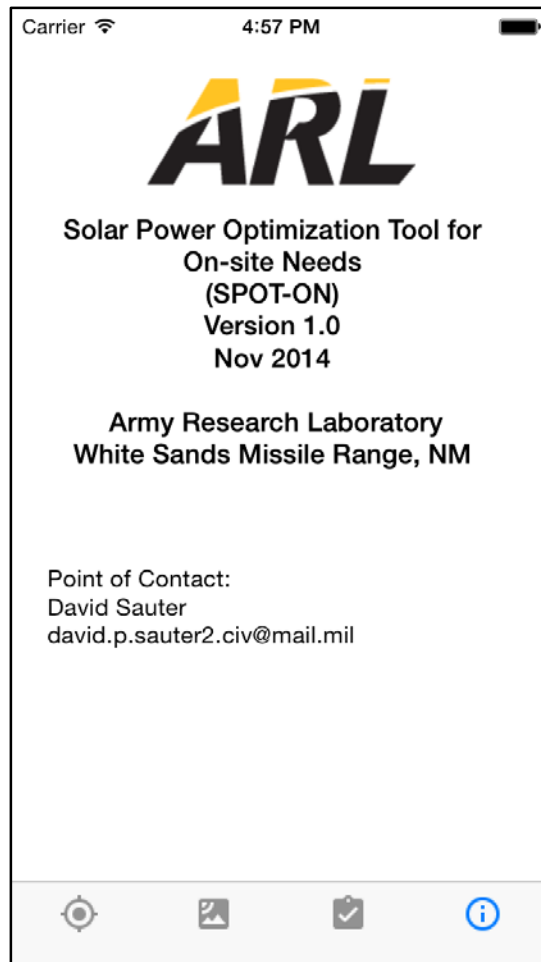 Carrier
4:57 PM
ARL
Solar Power Optimization Tool for
On-site Needs
(SPOT-ON)
Version 1.0
Nov 2014
Army Research Laboratory
White Sands Missile Range, NM
Point of Contact:
David Sauter
david.p.sauter2.civ@mail.mil